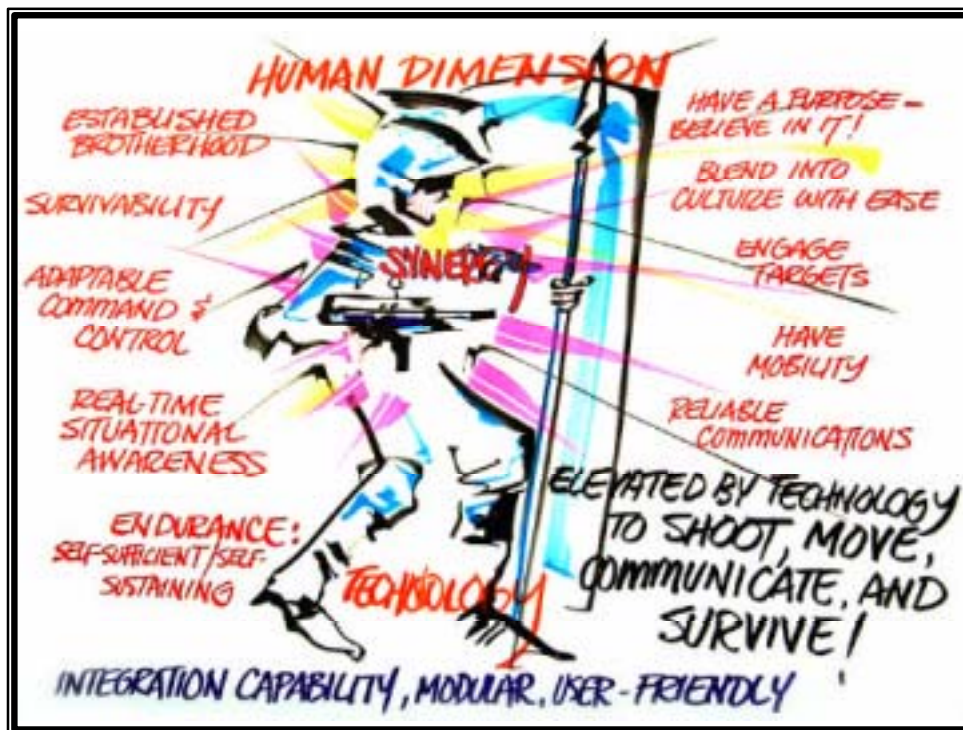 HUMAN DIMENSION
ESTABLISHED
BROTHERHOOD
SURVIVABILITY
ADAPTABLE
COMMAND &
CONTROL
REAL-TIME
SITUATIONAL
AWARENESS
ENDURANCE:
SELF-SUFFICIENT/SELF-
SUSTAINING
SYNERGY
TECHNOLOGY
HAVE A PURPOSE -
BELIEVE IN IT!
BLEND INTO
CULTURE WITH EASE
ENGAGE
TARGETS
HAVE
MOBILITY
RELIABLE
COMMUNICATIONS
ELEVATED BY TECHNOLOGY
TO SHOOT, MOVE,
COMMUNICATE, AND
SURVIVE!
INTEGRATION CAPABILITY, MODULAR, USER-FRIENDLY